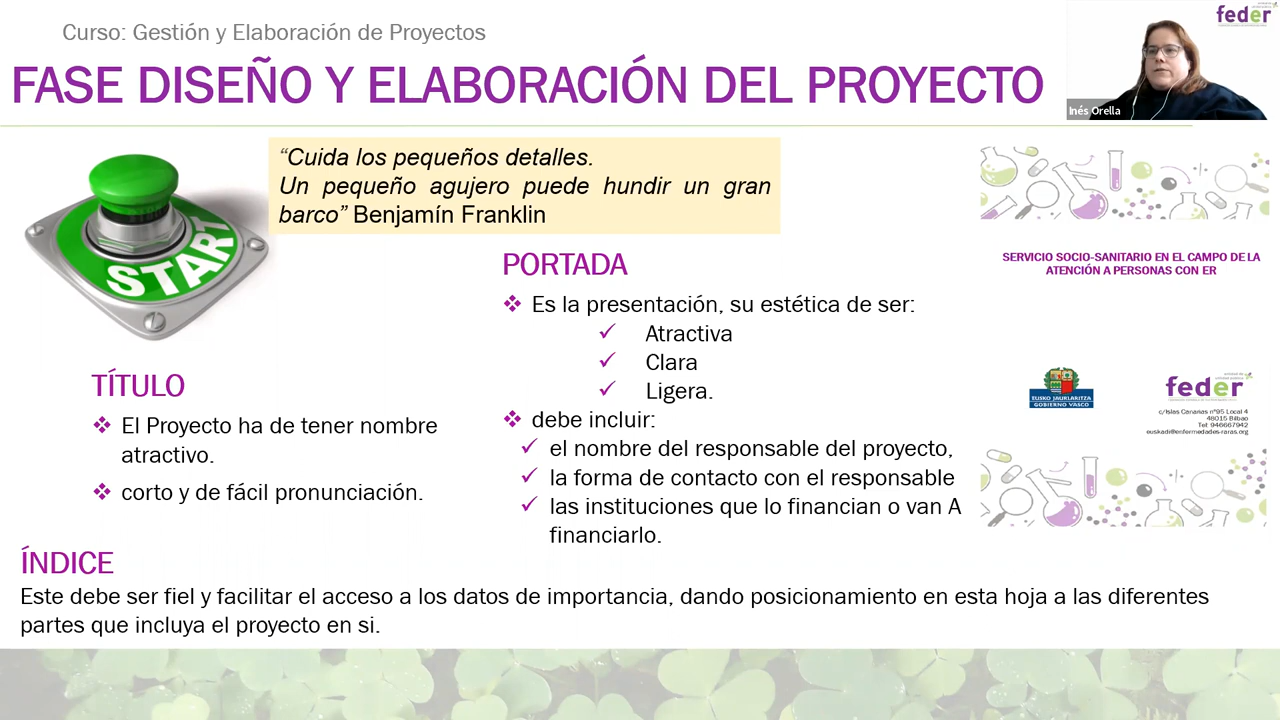 Curso: Gestión y Elaboración de Proyectos
FASE DISEÑO Y ELABORACIÓN DEL PROYECTO
feder
Inés Orella
“Cuida los pequeños detalles.
Un pequeño agujero puede hundir un gran
barco” Benjamín Franklin
START
TÍTULO
El Proyecto ha de tener nombre
atractivo.
corto y de fácil pronunciación.
PORTADA
Es la presentación, su estética de ser:
Atractiva
Clara
Ligera.
debe incluir:
el nombre del responsable del proyecto,
la forma de contacto con el responsable
las instituciones que lo financian o van A
financiarlo.
SERVICIO SOCIO-SANITARIO EN EL CAMPO DE LA
ATENCIÓN A PERSONAS CON ER
EUSKO JAURLARITZA
GOBIERNO VASCO
feder
c/Islas Canarias nº95 Local 4
48015 Bilbao
Tel: 946667942
euskadi@enfermedades-raras.org
ÍNDICE
Este debe ser fiel y facilitar el acceso a los datos de importancia, dando posicionamiento en esta hoja a las diferentes
partes que incluya el proyecto en si.